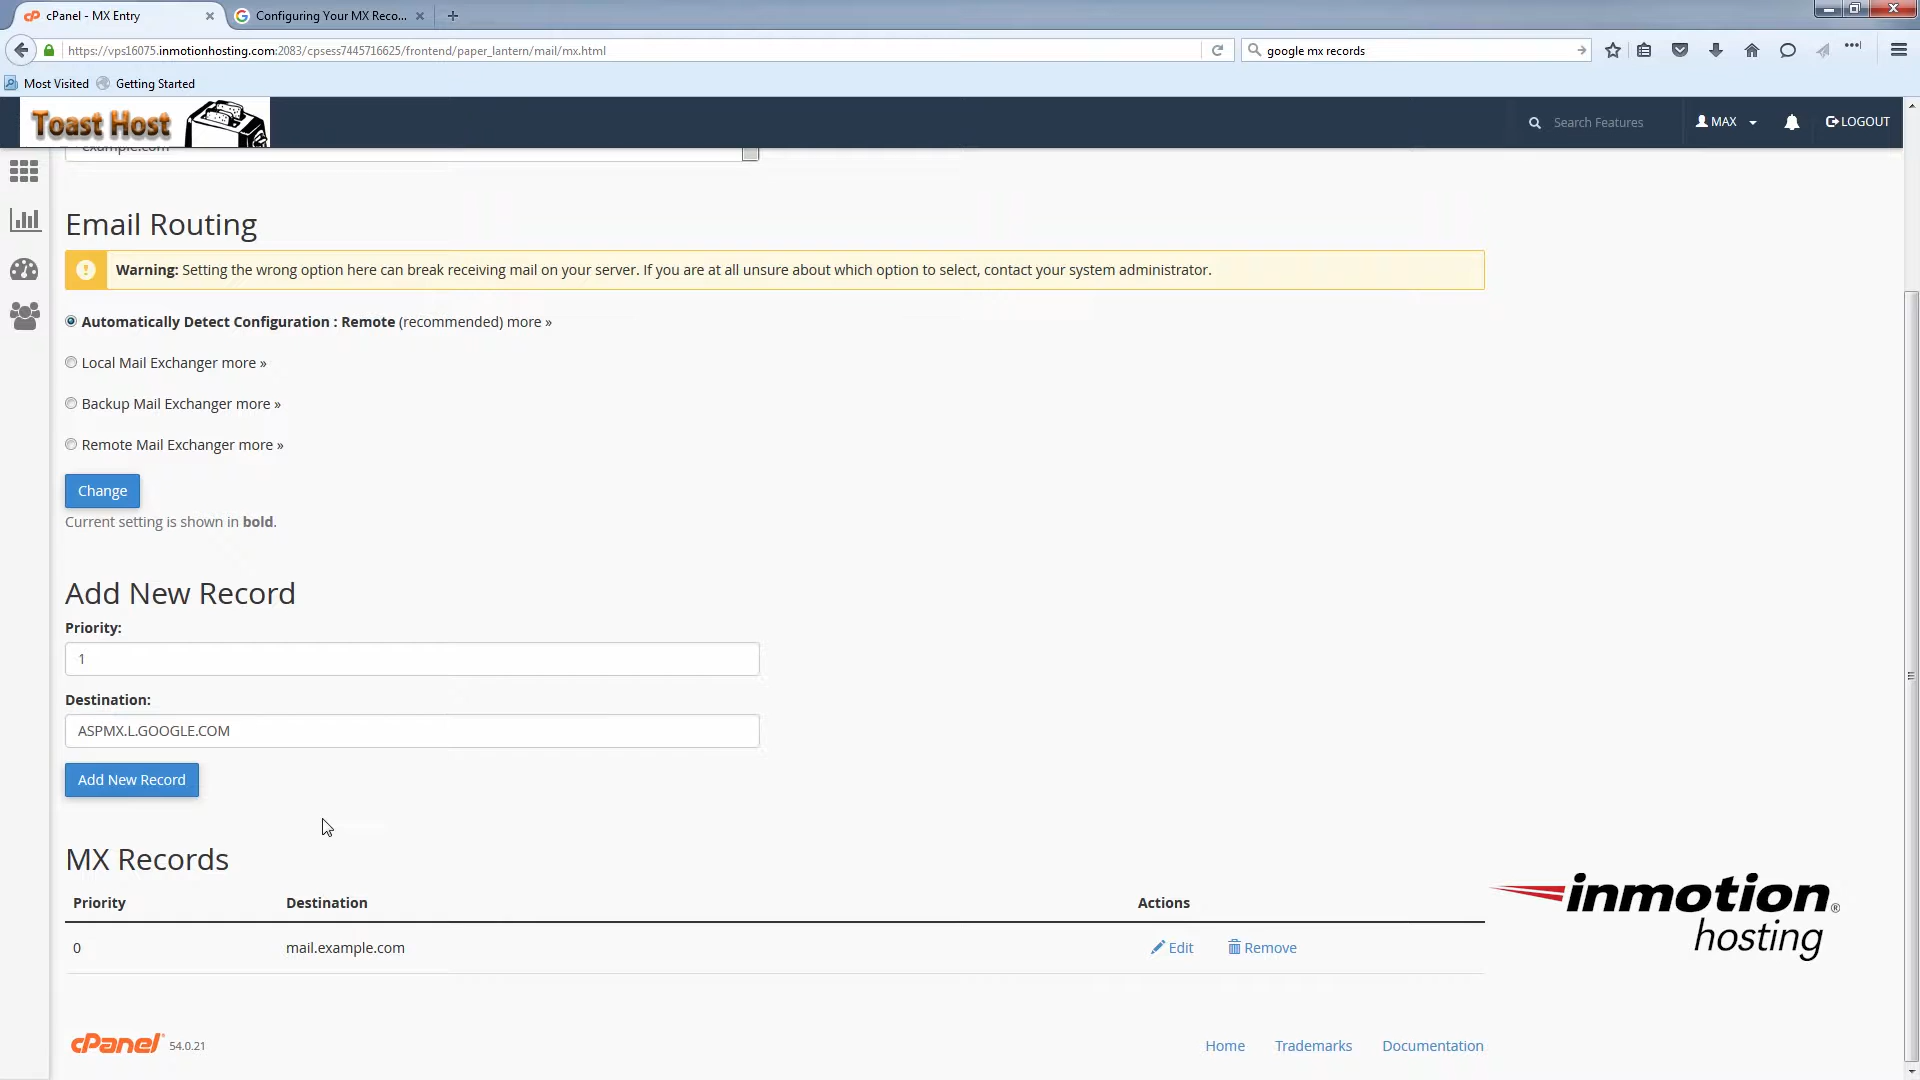 cPanel - MX Entry
Configuring Your MX Reco...
https://vps16075.inmotionhosting.com:2083/cpsess7445716625/frontend/paper_lantern/mail/mx.html
google mx records
Most Visited
Getting Started
Toast Host
Search Features
MAX
LOGOUT
example.com
Email Routing
Warning: Setting the wrong option here can break receiving mail on your server. If you are at all unsure about which option to select, contact your system administrator.
Automatically Detect Configuration : Remote (recommended) more »
Local Mail Exchanger more »
Backup Mail Exchanger more »
Remote Mail Exchanger more »
Change
Current setting is shown in bold.
Add New Record
Priority:
1
Destination:
ASPMX.L.GOOGLE.COM
Add New Record
MX Records
Priority Destination Actions
0 mail.example.com Edit Remove
inmotion®
hosting
cPanel® 54.0.21
Home Trademarks Documentation